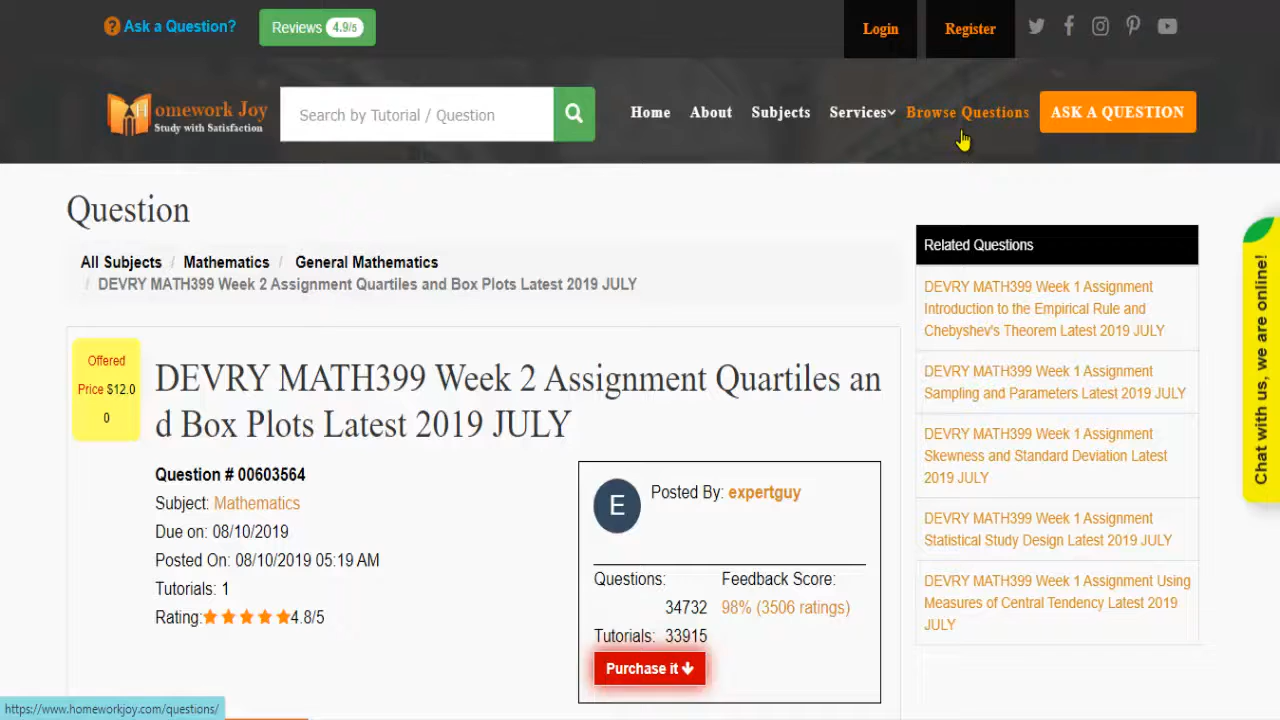 Ask a Question?
Reviews 4.9/5
Login
Register
omework Joy
Study with Satisfaction
Search by Tutorial / Question
Home
About
Subjects
Services
Browse Questions
ASK A QUESTION
Question
All Subjects / Mathematics / General Mathematics
/ DEVRY MATH399 Week 2 Assignment Quartiles and Box Plots Latest 2019 JULY
Offered
Price $12.0
0
DEVRY MATH399 Week 2 Assignment Quartiles an
d Box Plots Latest 2019 JULY
Question # 00603564
Subject: Mathematics
Due on: 08/10/2019
Posted On: 08/10/2019 05:19 AM
Tutorials: 1
Rating: 4.8/5
E
Posted By: expertguy
Questions:
34732
Feedback Score:
98% (3506 ratings)
Tutorials: 33915
Purchase it
Related Questions
DEVRY MATH399 Week 1 Assignment
Introduction to the Empirical Rule and
Chebyshev's Theorem Latest 2019 JULY
DEVRY MATH399 Week 1 Assignment
Sampling and Parameters Latest 2019 JULY
DEVRY MATH399 Week 1 Assignment
Skewness and Standard Deviation Latest
2019 JULY
DEVRY MATH399 Week 1 Assignment
Statistical Study Design Latest 2019 JULY
DEVRY MATH399 Week 1 Assignment Using
Measures of Central Tendency Latest 2019
JULY
Chat with us, we are online!
https://www.homeworkjoy.com/questions/